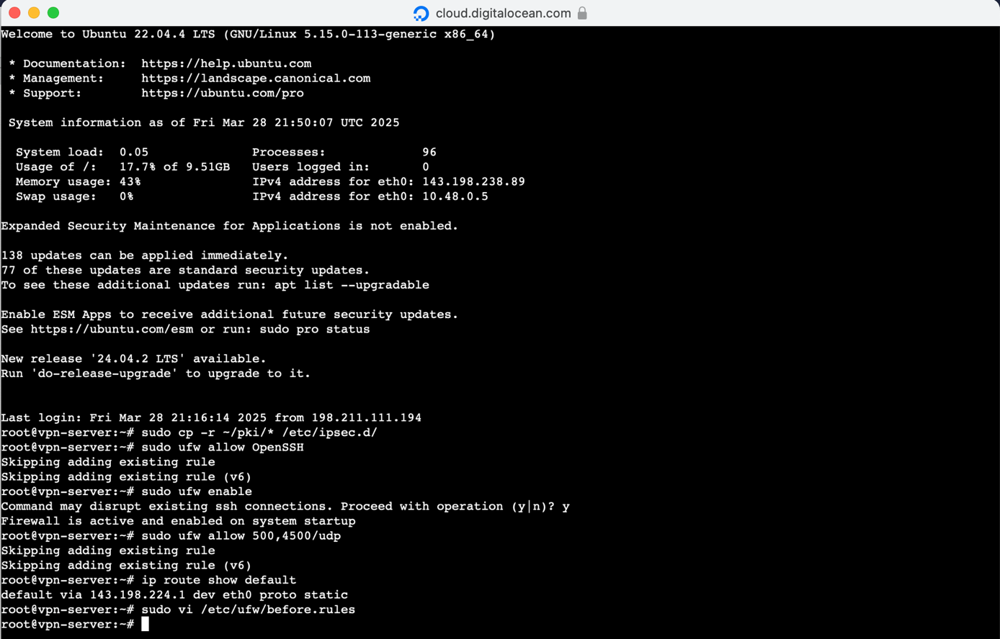 cloud.digitalocean.com
Welcome to Ubuntu 22.04.4 LTS (GNU/Linux 5.15.0-113-generic x86_64)
* Documentation:  https://help.ubuntu.com
* Management:     https://landscape.canonical.com
* Support:        https://ubuntu.com/pro
System information as of Fri Mar 28 21:50:07 UTC 2025
System load:  0.05              Processes:             96
Usage of /:   17.7% of 9.51GB   Users logged in:       0
Memory usage: 43%               IPv4 address for eth0: 143.198.238.89
Swap usage:   0%                IPv4 address for eth0: 10.48.0.5
Expanded Security Maintenance for Applications is not enabled.
138 updates can be applied immediately.
77 of these updates are standard security updates.
To see these additional updates run: apt list --upgradable
Enable ESM Apps to receive additional future security updates.
See https://ubuntu.com/esm or run: sudo pro status
New release '24.04.2 LTS' available.
Run 'do-release-upgrade' to upgrade to it.
Last login: Fri Mar 28 21:16:14 2025 from 198.211.111.194
root@vpn-server:~# sudo cp -r ~/pki/* /etc/ipsec.d/
root@vpn-server:~# sudo ufw allow OpenSSH
Skipping adding existing rule
Skipping adding existing rule (v6)
root@vpn-server:~# sudo ufw enable
Command may disrupt existing ssh connections. Proceed with operation (y|n)? y
Firewall is active and enabled on system startup
root@vpn-server:~# sudo ufw allow 500,4500/udp
Skipping adding existing rule
Skipping adding existing rule (v6)
root@vpn-server:~# ip route show default
default via 143.198.224.1 dev eth0 proto static
root@vpn-server:~# sudo vi /etc/ufw/before.rules
root@vpn-server:~#